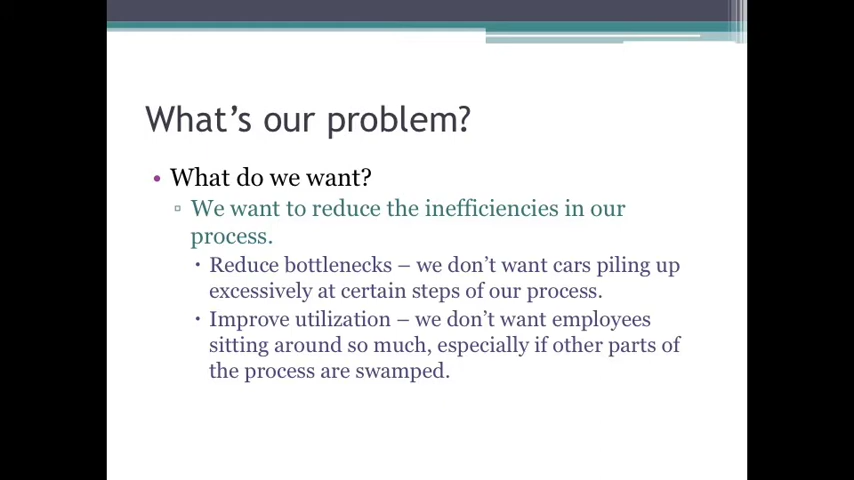 What's our problem?
• What do we want?
▫ We want to reduce the inefficiencies in our
process.
▪ Reduce bottlenecks – we don't want cars piling up
excessively at certain steps of our process.
▪ Improve utilization – we don't want employees
sitting around so much, especially if other parts of
the process are swamped.